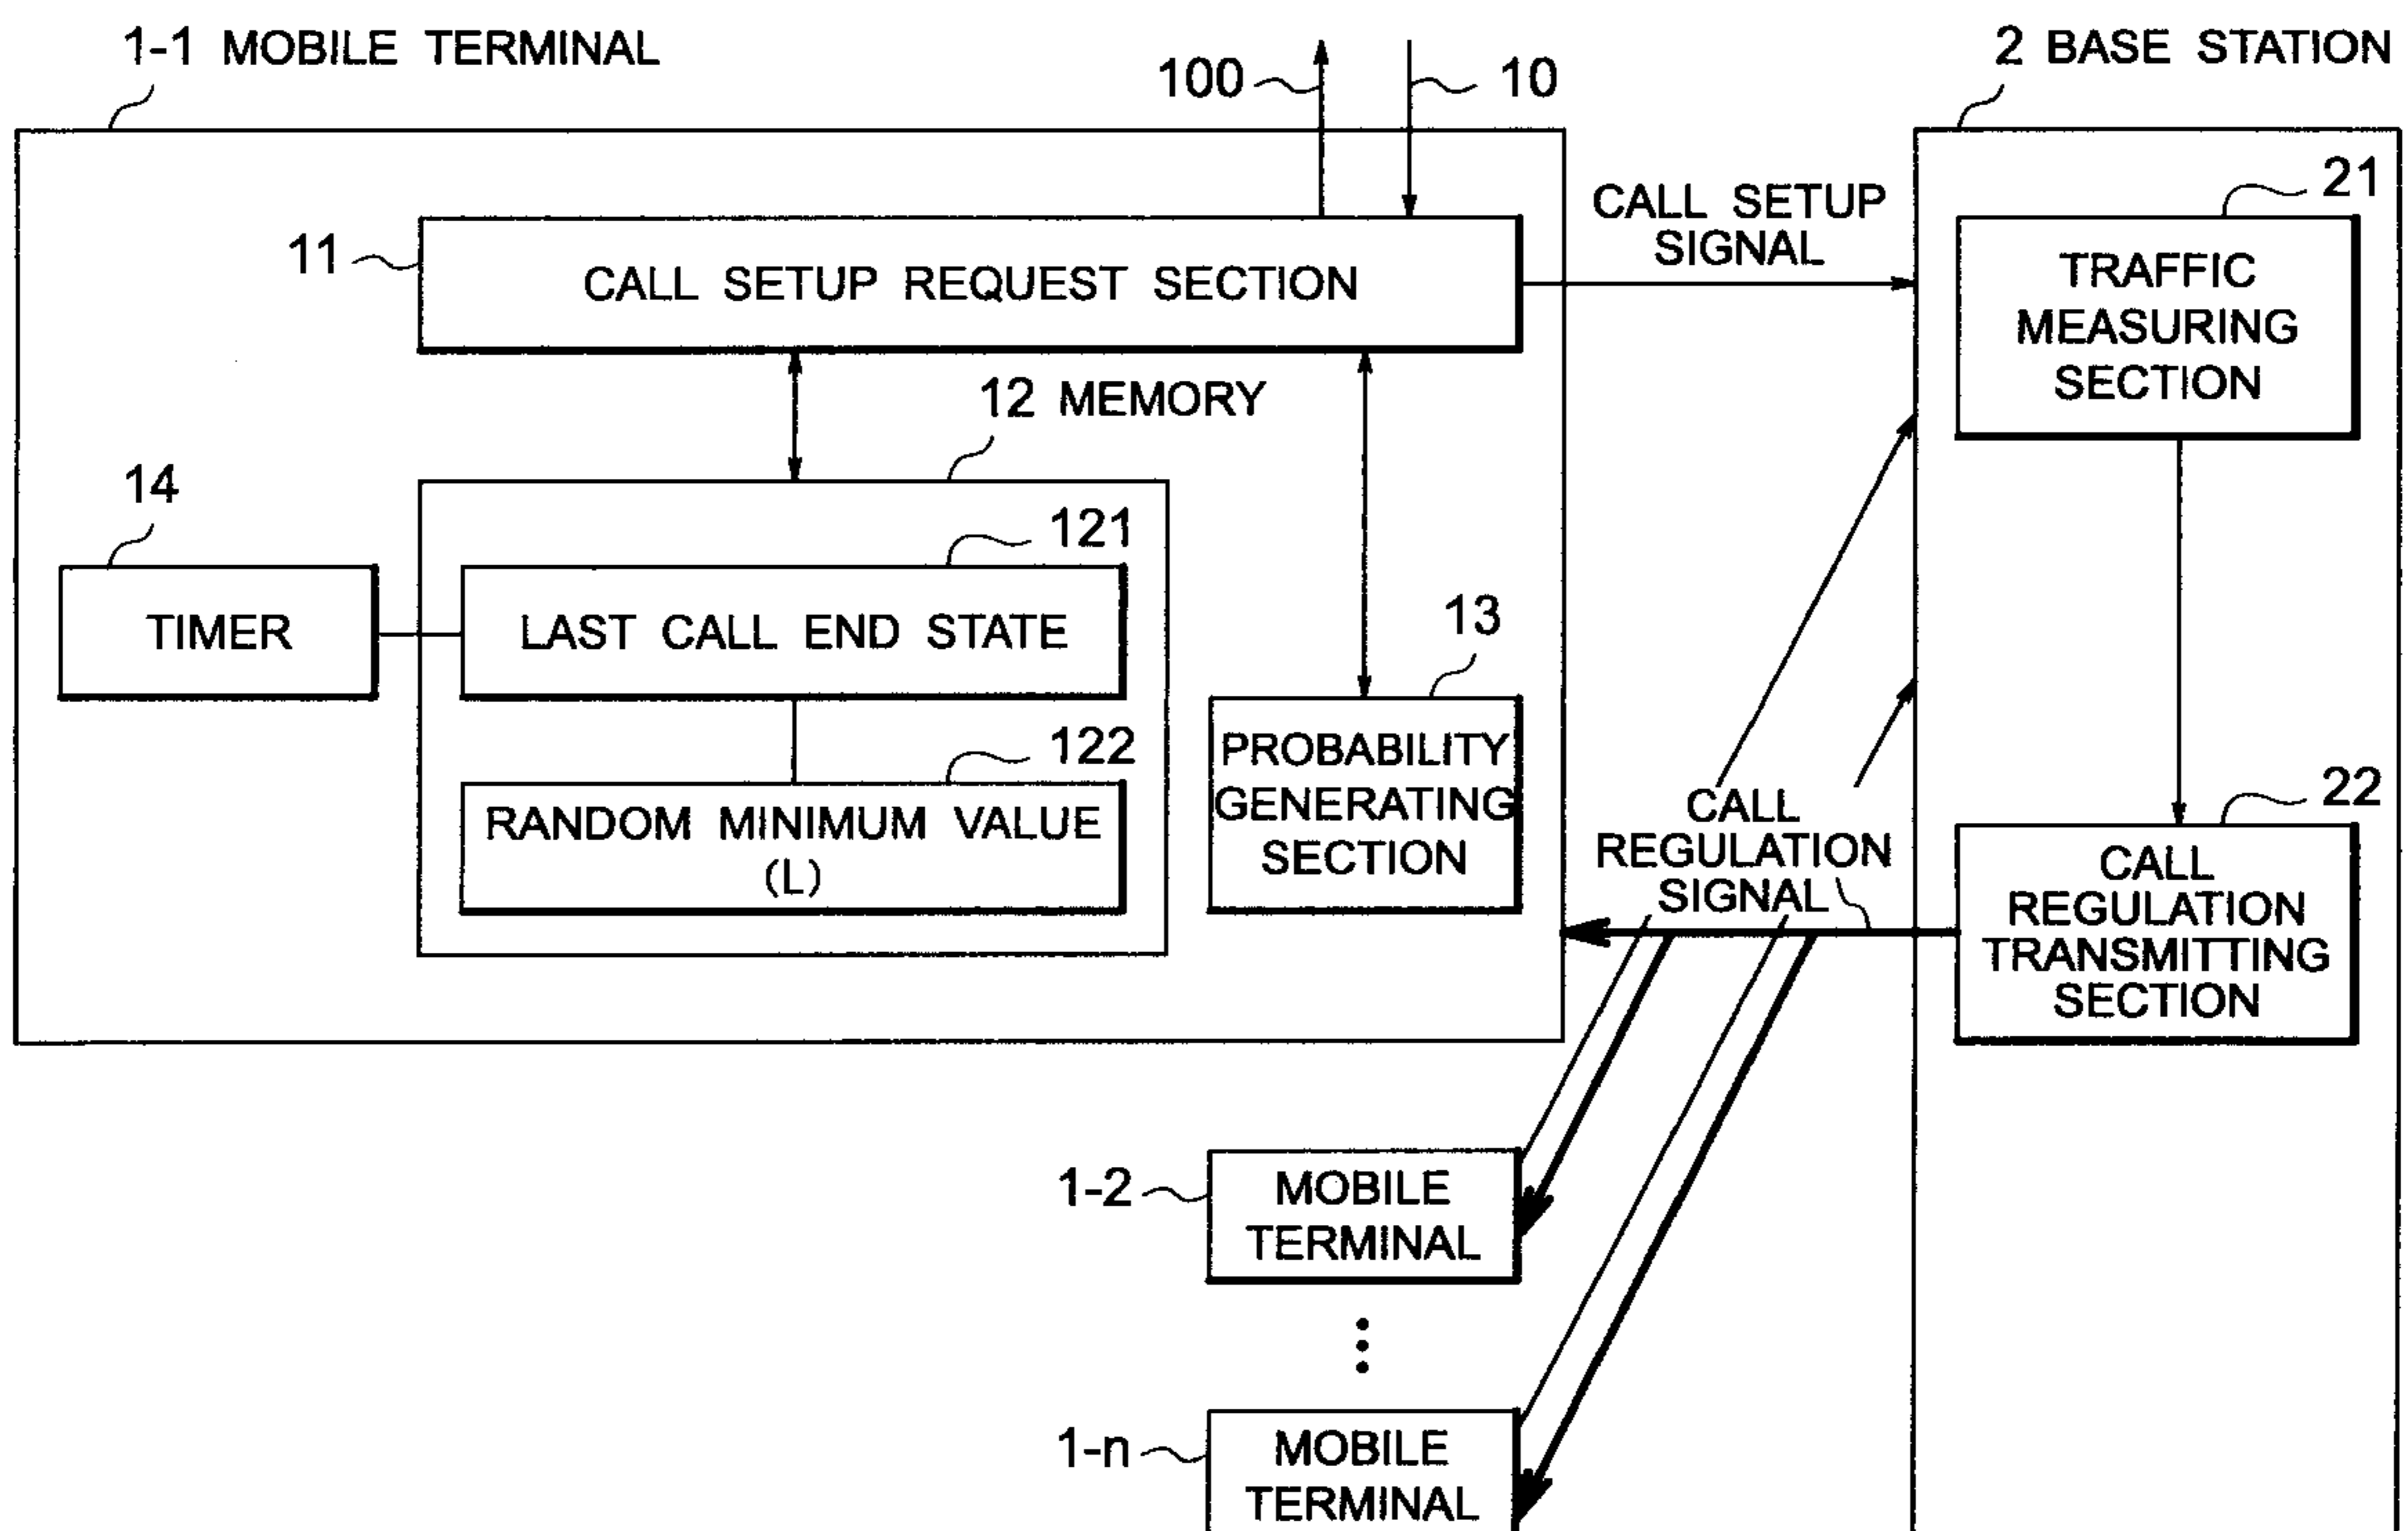 1-1 MOBILE TERMINAL
100
10
2 BASE STATION
11
CALL SETUP REQUEST SECTION
CALL SETUP
SIGNAL
21
TRAFFIC
MEASURING
SECTION
12 MEMORY
14
TIMER
121
LAST CALL END STATE
122
RANDOM MINIMUM VALUE
(L)
13
PROBABILITY
GENERATING
SECTION
CALL
REGULATION
SIGNAL
22
CALL
REGULATION
TRANSMITTING
SECTION
1-2
MOBILE
TERMINAL
1-n
MOBILE
TERMINAL